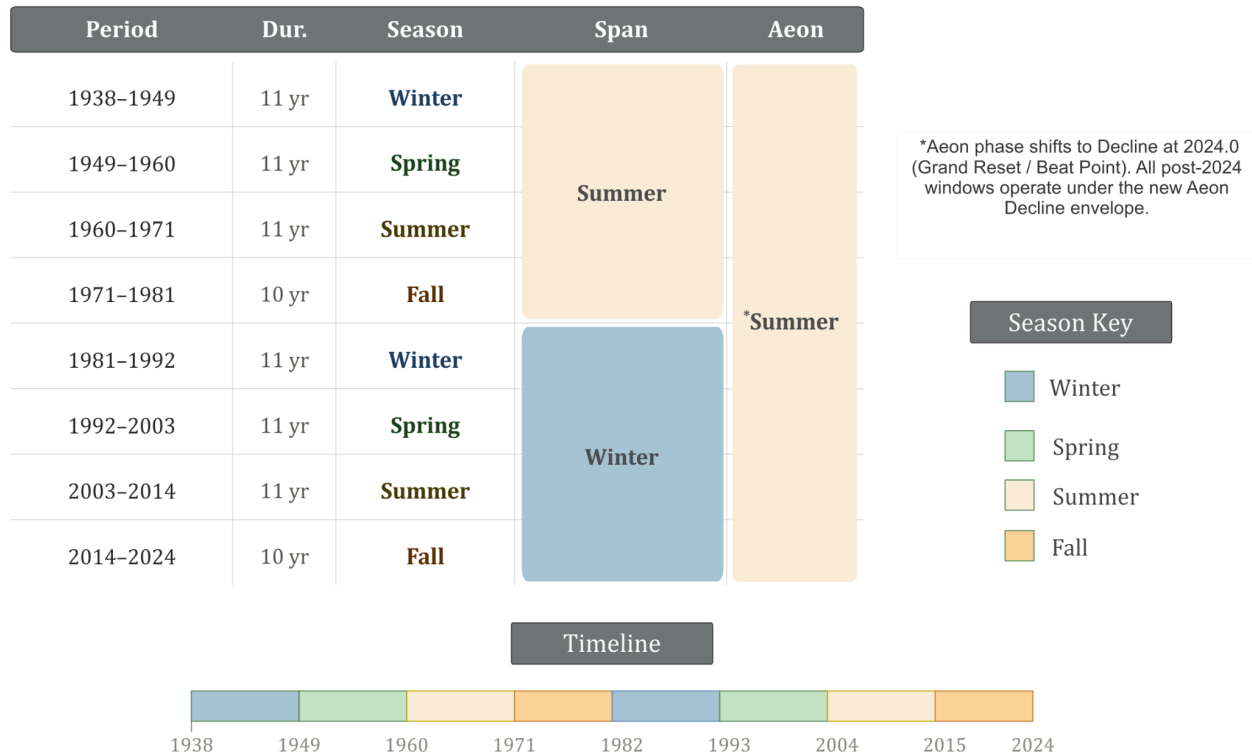 Period Dur. Season Span Aeon
1938–1949 11 yr Winter
1949–1960 11 yr Spring
Summer
1960–1971 11 yr Summer
1971–1981 10 yr Fall
*Summer
1981–1992 11 yr Winter
1992–2003 11 yr Spring
Winter
2003–2014 11 yr Summer
2014–2024 10 yr Fall
*Aeon phase shifts to Decline at 2024.0
(Grand Reset / Beat Point). All post-2024
windows operate under the new Aeon
Decline envelope.
Season Key
Winter
Spring
Summer
Fall
Timeline
1938 1949 1960 1971 1982 1993 2004 2015 2024